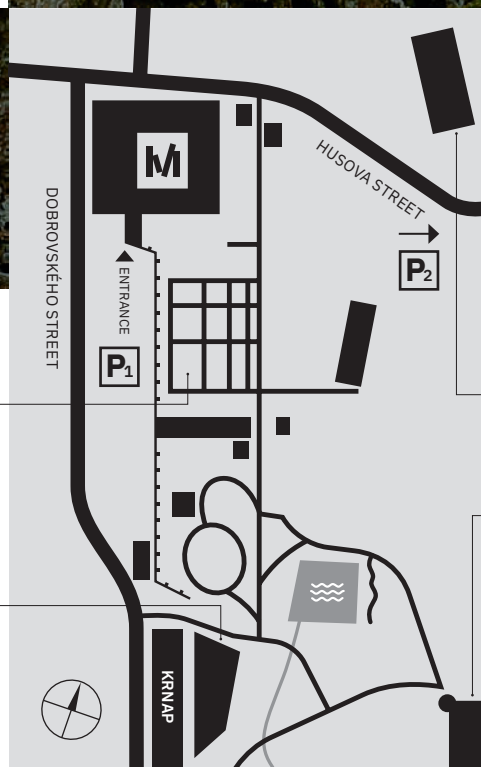 HUSOVA STREET
P2
DOBROVSKÉHO STREET
ENTRANCE
P1
KRNAP